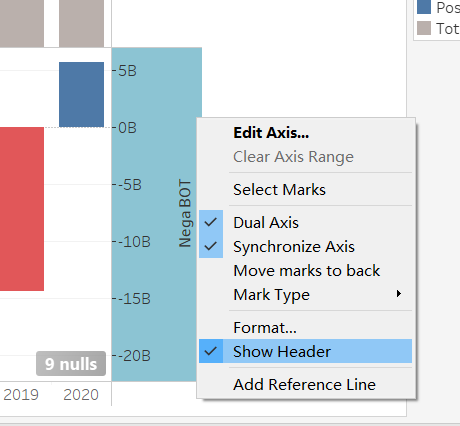 Pos
Tot
5B
0B
-5B
-10B
-15B
-20B
Nega BOT
9 nulls
2019
2020
Edit Axis...
Clear Axis Range
Select Marks
Dual Axis
Synchronize Axis
Move marks to back
Mark Type
Format...
Show Header
Add Reference Line